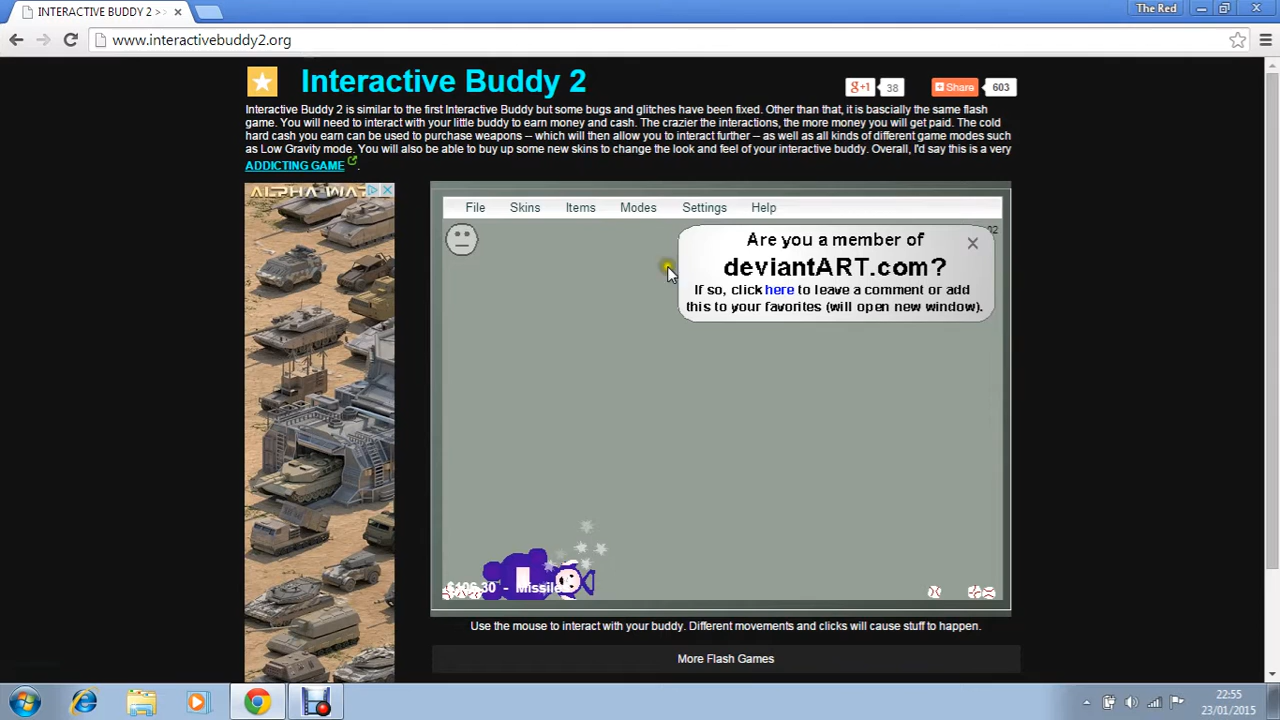 INTERACTIVE BUDDY 2 >>
The Red
www.interactivebuddy2.org
Interactive Buddy 2
g+1 38
Share 603
Interactive Buddy 2 is similar to the first Interactive Buddy but some bugs and glitches have been fixed. Other than that, it is bascially the same flash
game. You will need to interact with your little buddy to earn money and cash. The crazier the interactions, the more money you will get paid. The cold
hard cash you earn can be used to purchase weapons -- which will then allow you to interact further -- as well as all kinds of different game modes such
as Low Gravity mode. You will also be able to buy up some new skins to change the look and feel of your interactive buddy. Overall, I'd say this is a very
ADDICTING GAME .
File Skins Items Modes Settings Help
Are you a member of
deviantART.com?
If so, click here to leave a comment or add
this to your favorites (will open new window).
02
$106.30 - Missile
Use the mouse to interact with your buddy. Different movements and clicks will cause stuff to happen.
More Flash Games
22:55
23/01/2015